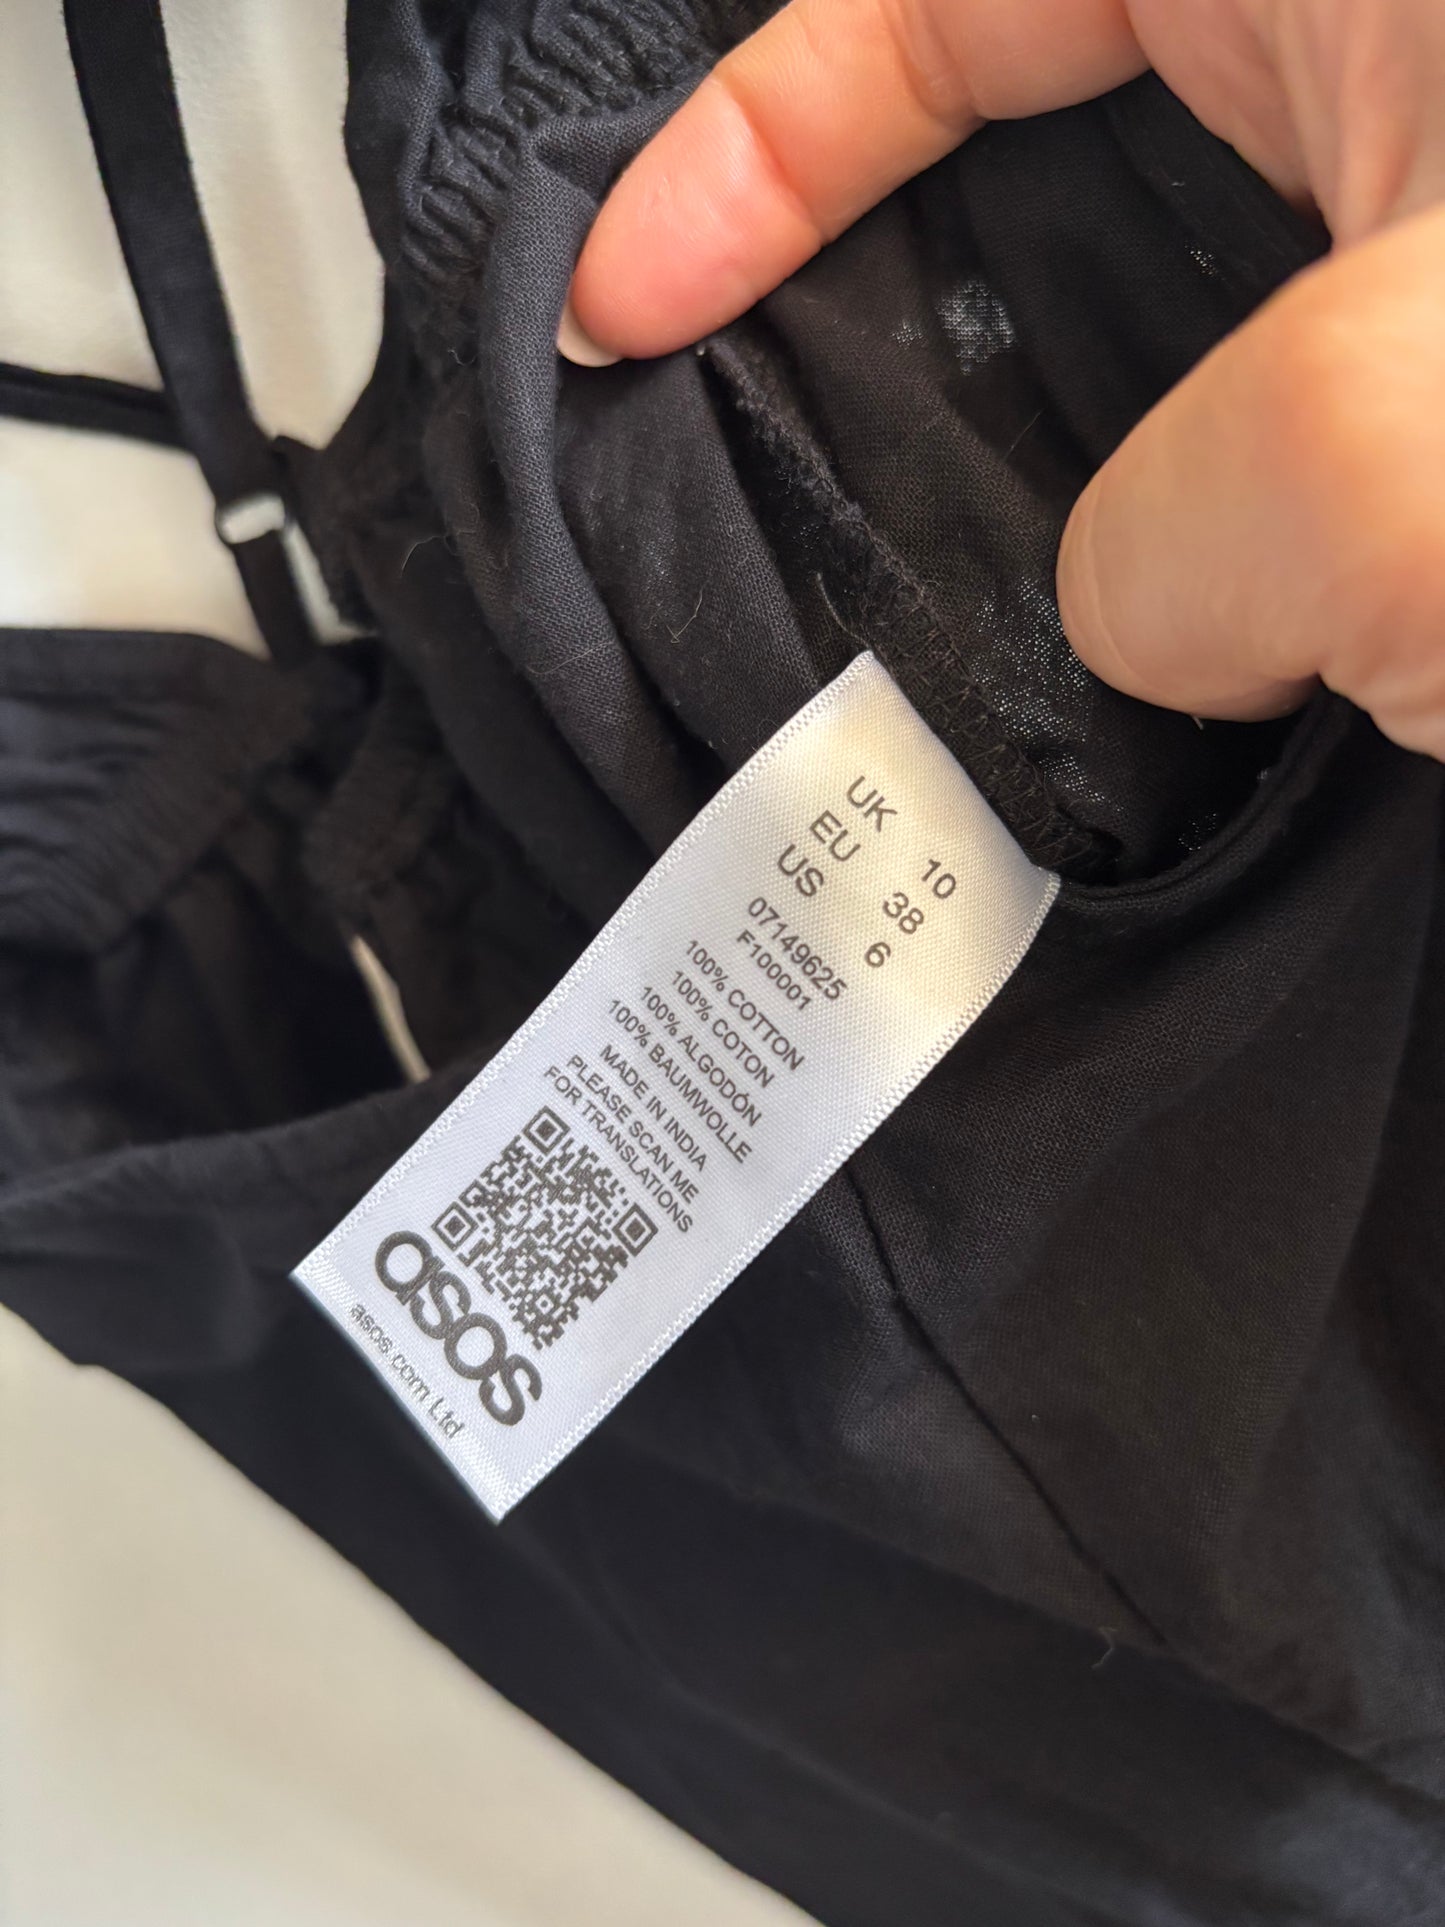 UK 10
EU 38
US 6
07149625
F100001
100% COTTON
100% COTON
100% ALGODÓN
100% BAUMWOLLE
MADE IN INDIA
PLEASE SCAN ME
FOR TRANSLATIONS
asos
asos.com Ltd